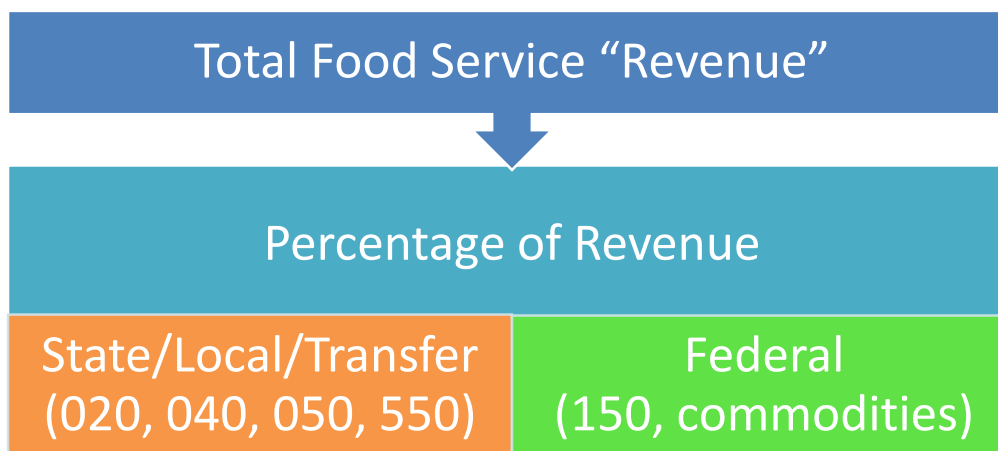 Total Food Service “Revenue”
Percentage of Revenue
State/Local/Transfer
(020, 040, 050, 550)
Federal
(150, commodities)